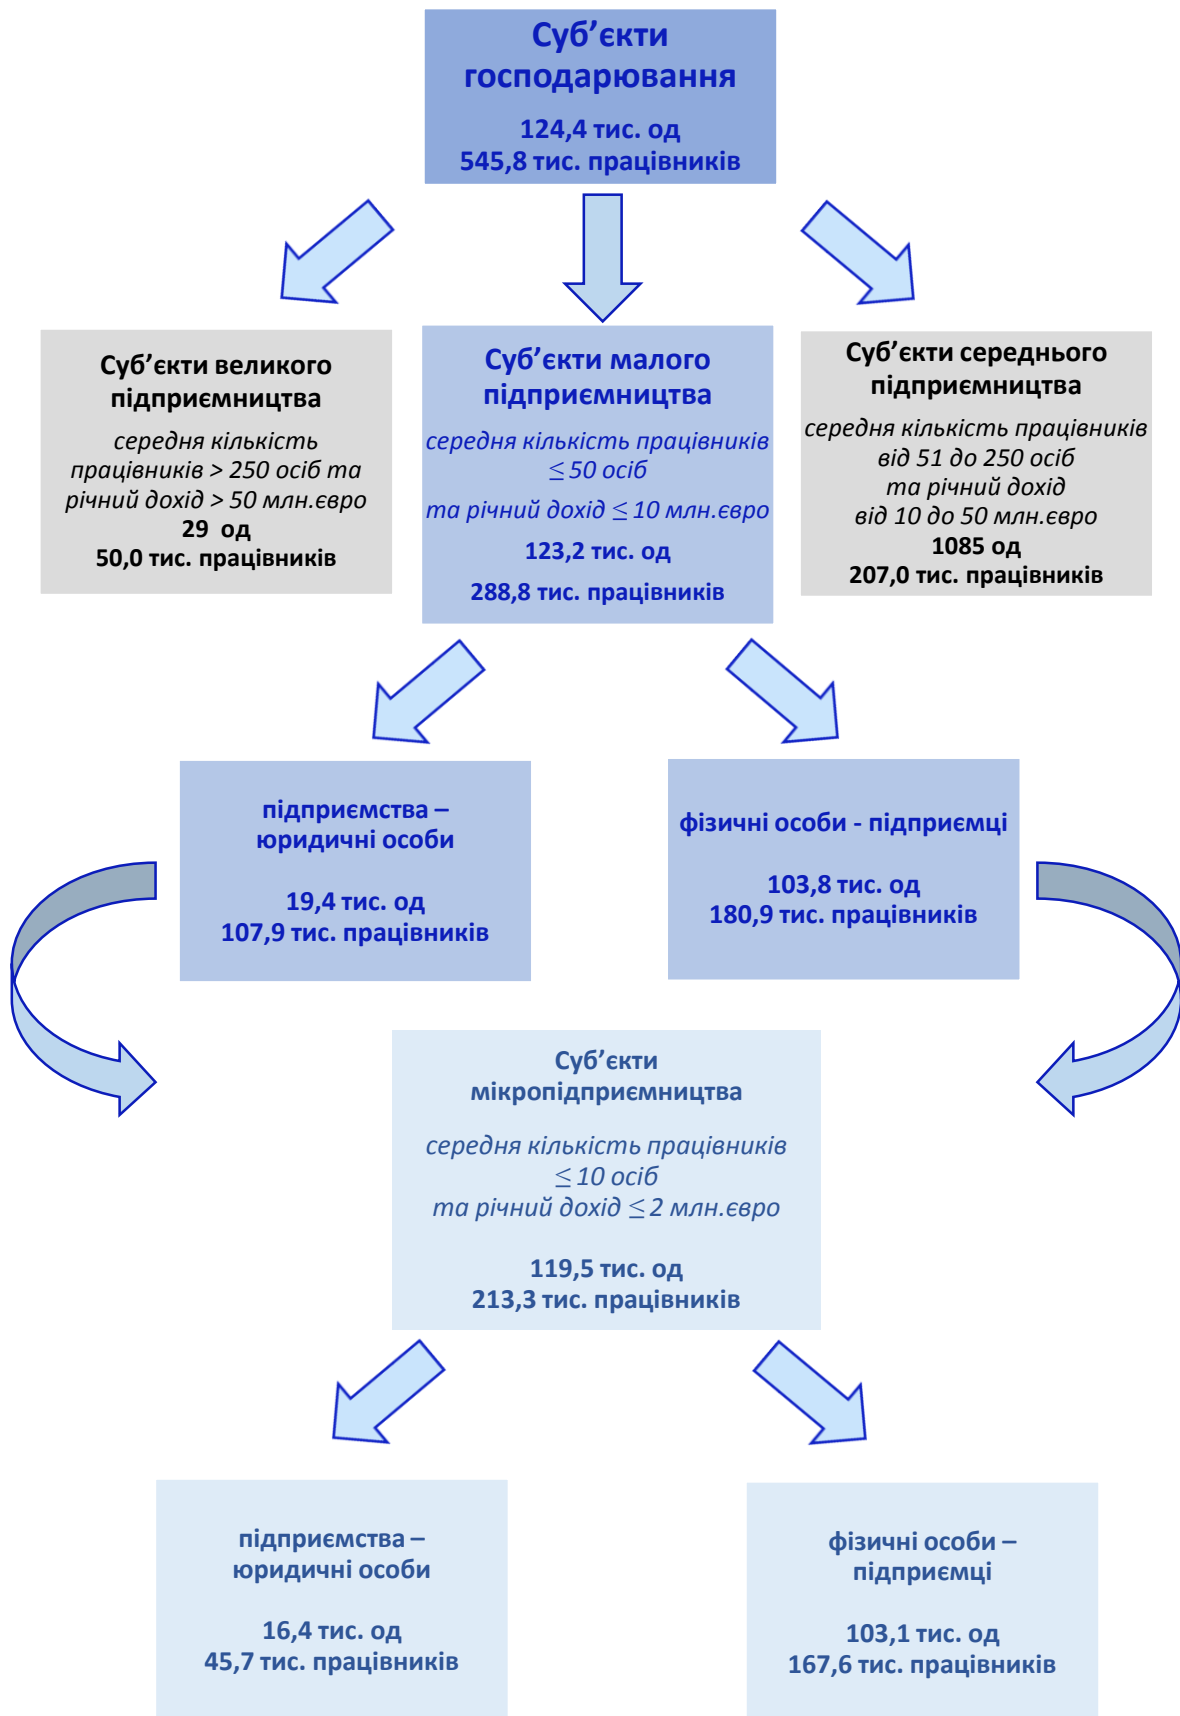 Суб’єкти
господарювання
124,4 тис. од
545,8 тис. працівників
Суб’єкти великого
підприємництва
середня кількість
працівників > 250 осіб та
річний дохід > 50 млн.євро
29 од
50,0 тис. працівників
Суб’єкти малого
підприємництва
середня кількість працівників
≤ 50 осіб
та річний дохід ≤ 10 млн.євро
123,2 тис. од
288,8 тис. працівників
Суб’єкти середнього
підприємництва
середня кількість працівників
від 51 до 250 осіб
та річний дохід
від 10 до 50 млн.євро
1085 од
207,0 тис. працівників
підприємства –
юридичні особи
19,4 тис. од
107,9 тис. працівників
фізичні особи - підприємці
103,8 тис. од
180,9 тис. працівників
Суб’єкти
мікропідприємництва
середня кількість працівників
≤ 10 осіб
та річний дохід ≤ 2 млн.євро
119,5 тис. од
213,3 тис. працівників
підприємства –
юридичні особи
16,4 тис. од
45,7 тис. працівників
фізичні особи –
підприємці
103,1 тис. од
167,6 тис. працівників